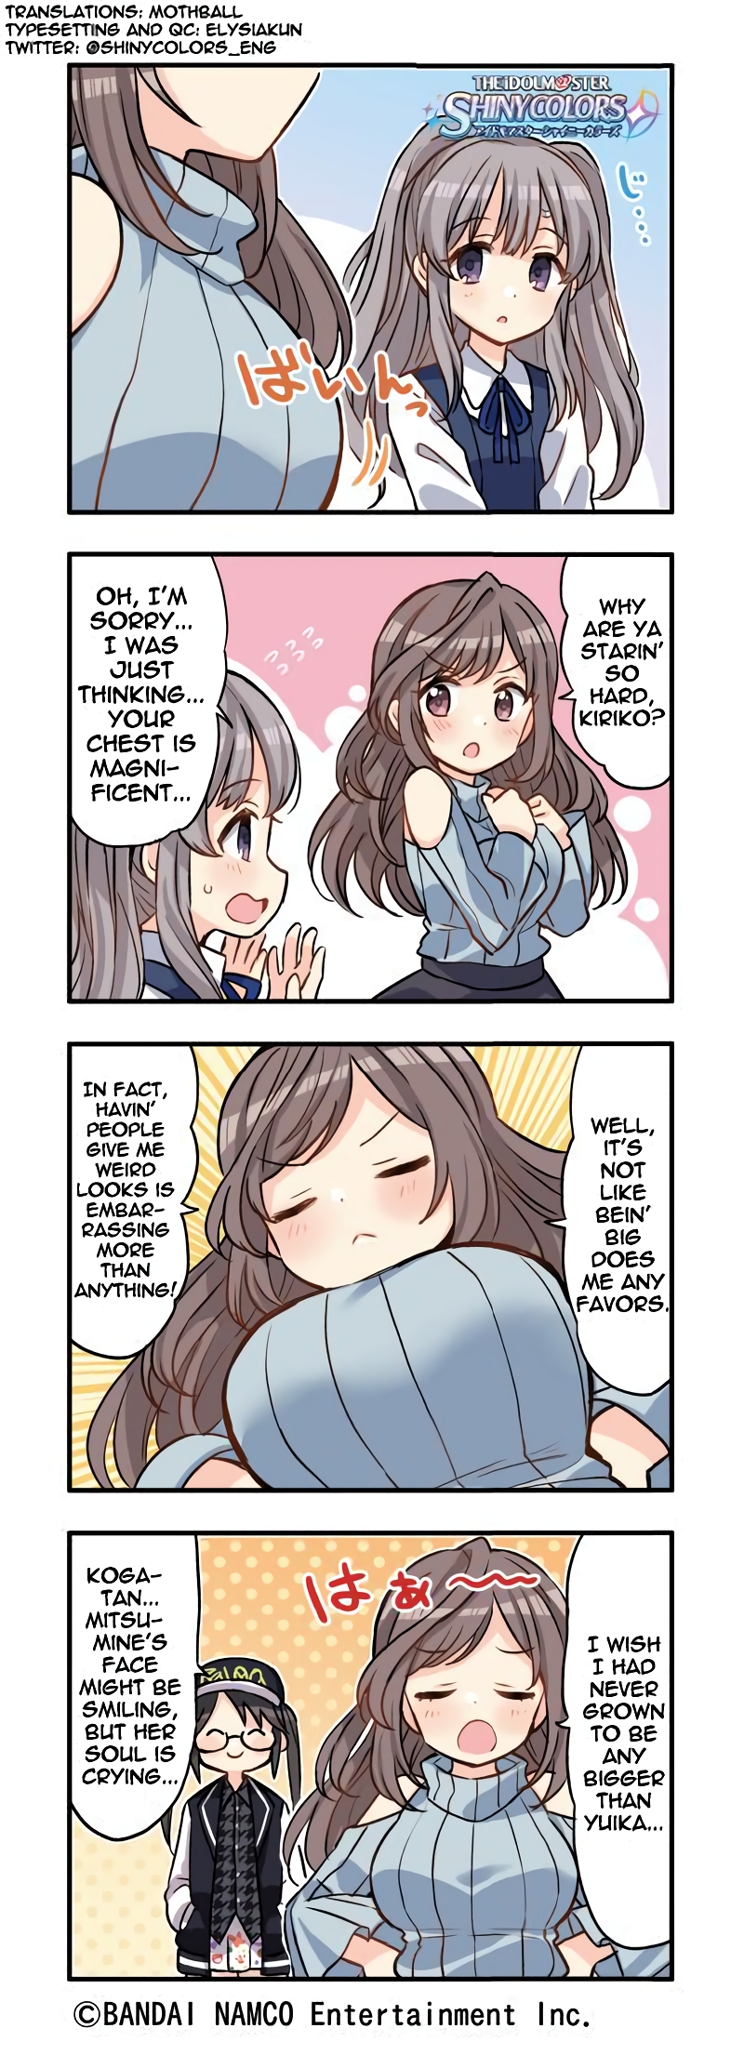 TRANSLATIONS: MOTHBALL
TYPESETTING AND QC: ELYSIAKUN
TWITTER: @SHINYCOLORS_ENG
THE iDOLM@STER
SHINY COLORS
アイドルマスターシャイニーカラーズ
じ…
ばいんっ
WHY
ARE YA
STARIN'
SO
HARD,
KIRIKO?
OH, I'M
SORRY...
I WAS
JUST
THINKING...
YOUR
CHEST IS
MAGNI-
FICENT...
WELL,
IT'S
NOT
LIKE
BEIN'
BIG
DOES
ME ANY
FAVORS.
IN FACT,
HAVIN'
PEOPLE
GIVE ME
WEIRD
LOOKS IS
EMBAR-
RASSING
MORE
THAN
ANYTHING!
はぁ〜
I WISH
I HAD
NEVER
GROWN
TO BE
ANY
BIGGER
THAN
YUIKA...
KOGA-
TAN...
MITSU-
MINE'S
FACE
MIGHT BE
SMILING,
BUT HER
SOUL IS
CRYING...
©BANDAI NAMCO Entertainment Inc.